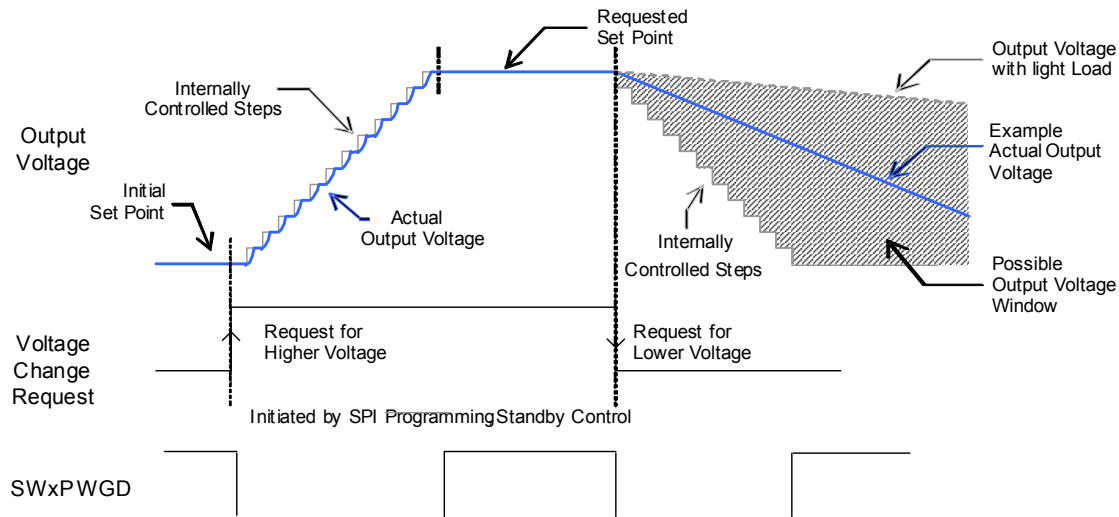 Requested
Set Point
Output Voltage
with light Load
Internally
Controlled Steps
Output
Voltage
Example
Actual Output
Voltage
Initial
Set Point
Actual
Output Voltage
Internally
Controlled Steps
Possible
Output Voltage
Window
Voltage
Change
Request
Request for
Higher Voltage
Request for
Lower Voltage
Initiated by SPI Programming Standby Control
SWxPWGD